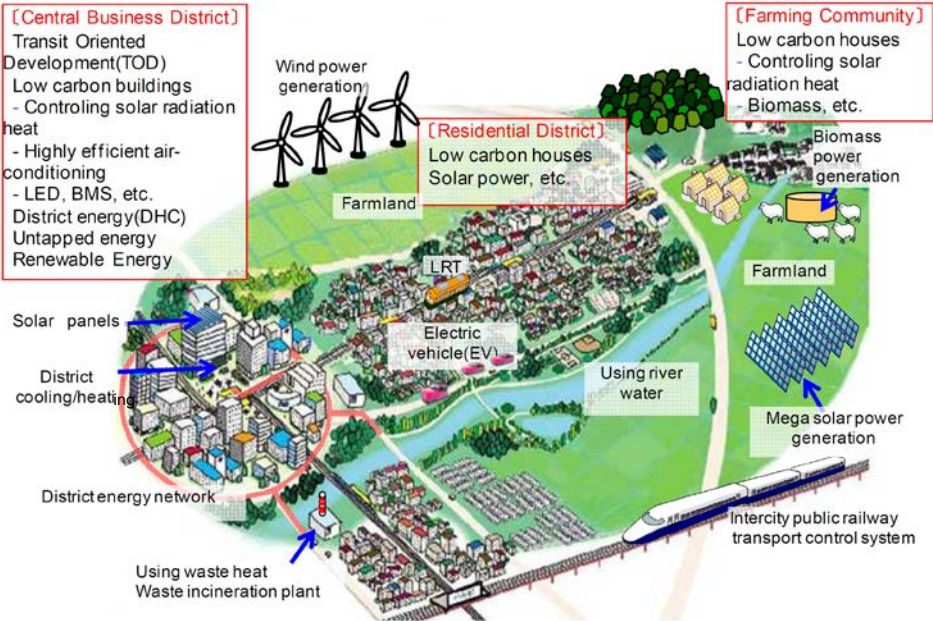 〔Central Business District〕
Transit Oriented
Development(TOD)
Low carbon buildings
- Controling solar radiation
heat
- Highly efficient air-
conditioning
- LED, BMS, etc.
District energy(DHC)
Untapped energy
Renewable Energy
Wind power
generation
〔Residential District〕
Low carbon houses
Solar power, etc.
〔Farming Community〕
Low carbon houses
- Controling solar
radiation heat
- Biomass, etc.
Biomass
power
generation
Farmland
LRT
Farmland
Solar panels
Electric
vehicle(EV)
District
cooling/heating
Using river
water
Mega solar power
generation
District energy network
Intercity public railway
transport control system
Using waste heat
Waste incineration plant